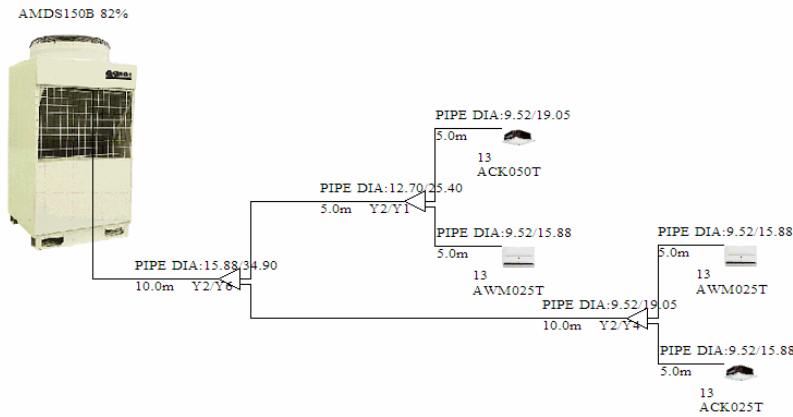 AMDS150B 82%
PIPE DIA:9.52/19.05
5.0m
13
ACK050T
PIPE DIA:12.70/25.40
5.0m Y2/Y1
PIPE DIA:9.52/15.88
5.0m
13
AWM025T
PIPE DIA:9.52/15.88
5.0m
13
AWM025T
PIPE DIA:15.88/34.90
10.0m Y2/Y6
PIPE DIA:9.52/19.05
10.0m Y2/Y4
PIPE DIA:9.52/15.88
5.0m
13
ACK025T